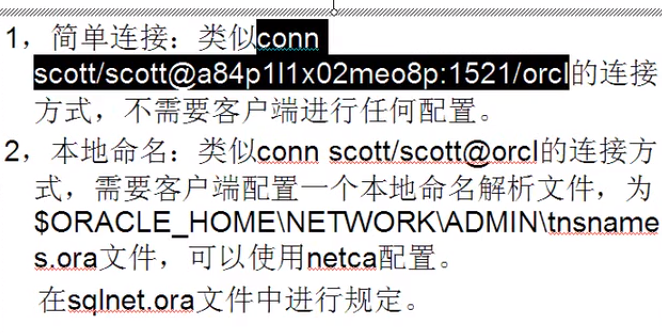 1，简单连接：类似conn
scott/scott@a84p1l1x02meo8p:1521/orcl的连接
方式，不需要客户端进行任何配置。
2，本地命名：类似conn scott/scott@orcl的连接方
式，需要客户端配置一个本地命名解析文件，为
$ORACLE_HOME\NETWORK\ADMIN\tnsname
s.ora文件，可以使用netca配置。
在sqlnet.ora文件中进行规定。